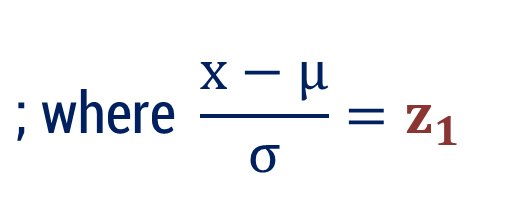 ; where (x − μ)/σ = z₁